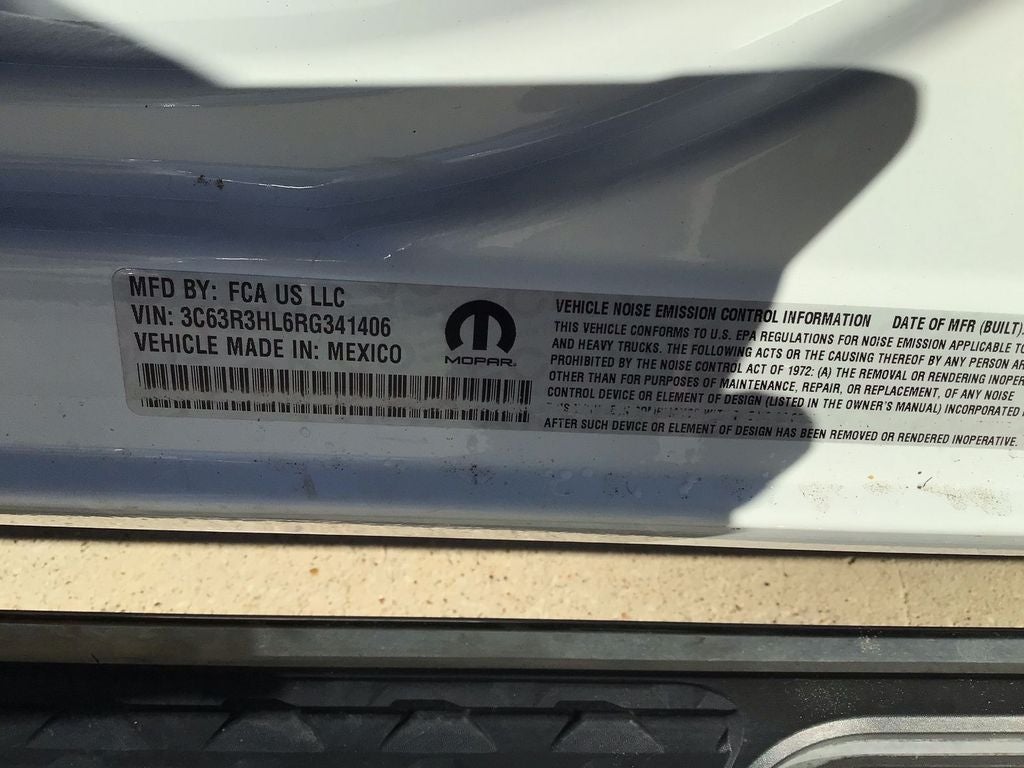 MFD BY: FCA US LLC
VIN: 3C63R3HL6RG341406
VEHICLE MADE IN: MEXICO
MOPAR
VEHICLE NOISE EMISSION CONTROL INFORMATION DATE OF MFR (BUILT)
THIS VEHICLE CONFORMS TO U.S. EPA REGULATIONS FOR NOISE EMISSION APPLICABLE TO
AND HEAVY TRUCKS. THE FOLLOWING ACTS OR THE CAUSING THEREOF BY ANY PERSON
PROHIBITED BY THE NOISE CONTROL ACT OF 1972: (A) THE REMOVAL OR RENDERING
OTHER THAN FOR PURPOSES OF MAINTENANCE, REPAIR, OR REPLACEMENT, OF ANY NOISE
CONTROL DEVICE OR ELEMENT OF DESIGN (LISTED IN THE OWNER'S MANUAL) INCORPORATED
AFTER SUCH DEVICE OR ELEMENT OF DESIGN HAS BEEN REMOVED OR RENDERED INOPERATIVE.